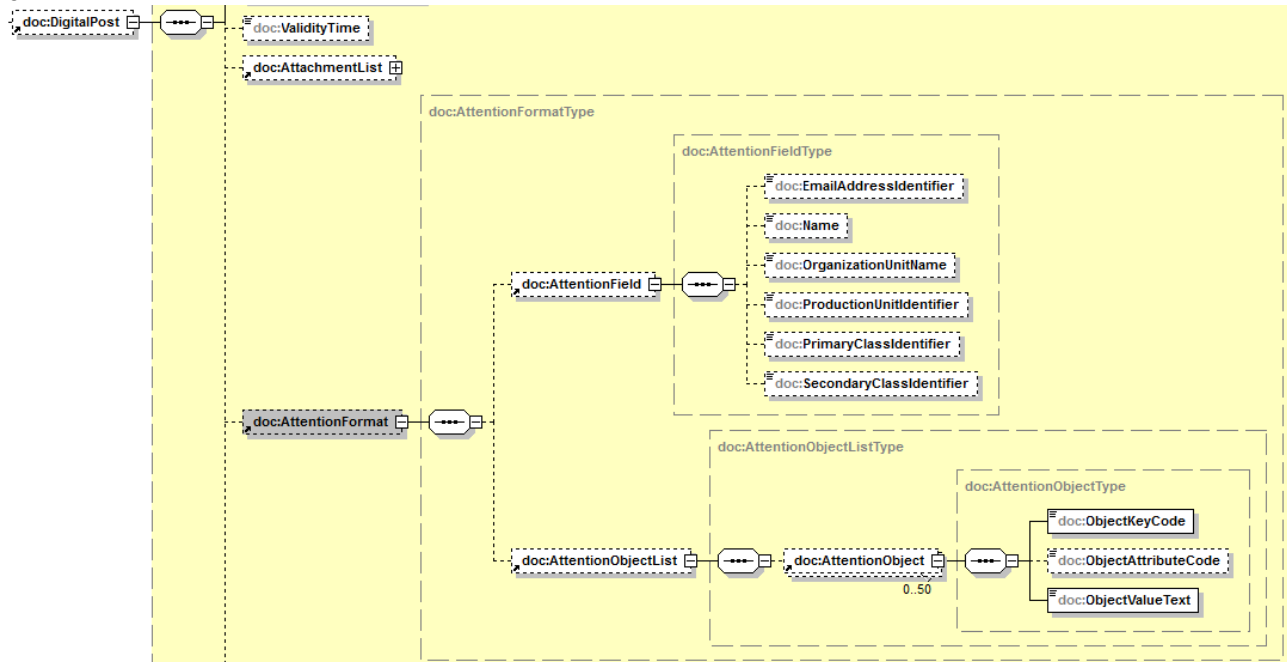 doc:DigitalPost
doc:ValidityTime
doc:AttachmentList
doc:AttentionFormatType
doc:AttentionFieldType
doc:EmailAddressIdentifier
doc:Name
doc:OrganizationUnitName
doc:AttentionField
doc:ProductionUnitIdentifier
doc:PrimaryClassIdentifier
doc:SecondaryClassIdentifier
doc:AttentionFormat
doc:AttentionObjectListType
doc:AttentionObjectType
doc:ObjectKeyCode
doc:AttentionObjectList
doc:AttentionObject
doc:ObjectAttributeCode
0..50
doc:ObjectValueText